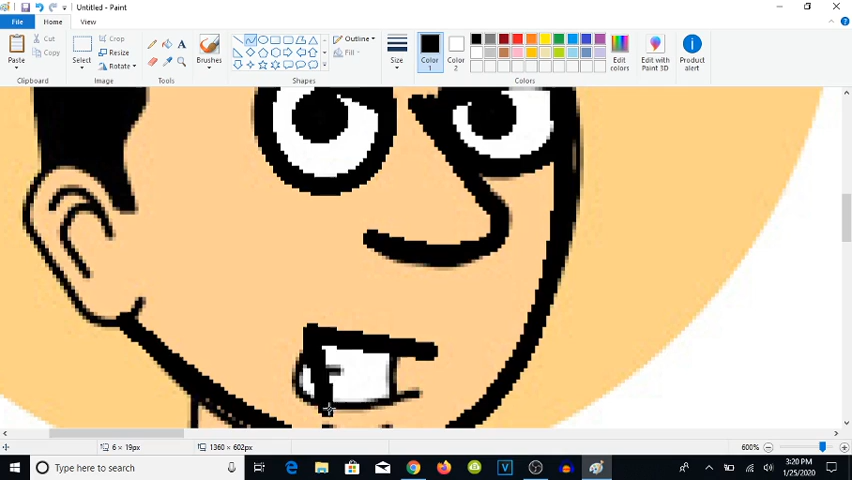 Untitled - Paint
File Home View
Paste
Cut
Copy
Clipboard
Select
Crop
Resize
Rotate
Image
A
Tools
Brushes
Outline
Fill
Shapes
Size
Color 1
Color 2
Colors
Edit colors
Edit with Paint 3D
Product alert
6 × 19px
1360 × 602px
600%
Type here to search
3:20 PM
1/25/2020